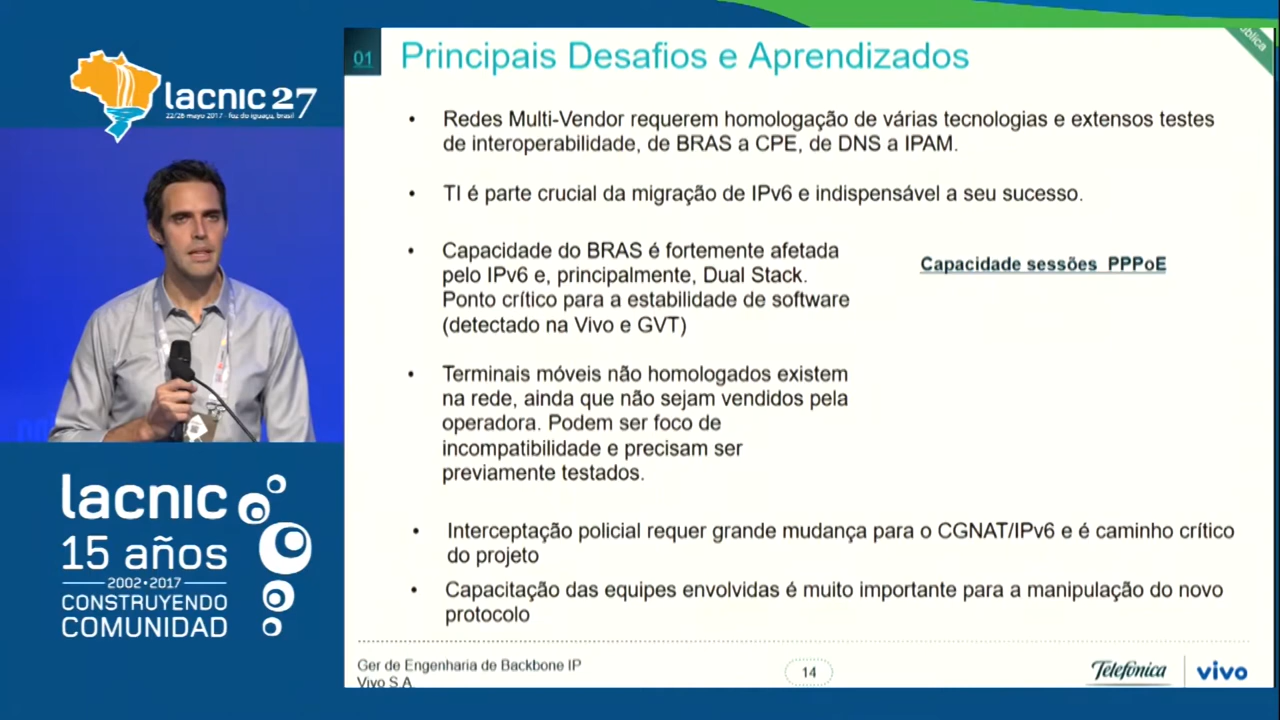 lacnic 27
22/26 mayo 2017 - foz do iguaçu, brasil
lacnic
15 años
2002•2017
CONSTRUYENDO
COMUNIDAD
01
Principais Desafios e Aprendizados
• Redes Multi-Vendor requerem homologação de várias tecnologias e extensos testes
de interoperabilidade, de BRAS a CPE, de DNS a IPAM.
• TI é parte crucial da migração de IPv6 e indispensável a seu sucesso.
• Capacidade do BRAS é fortemente afetada
pelo IPv6 e, principalmente, Dual Stack.
Ponto crítico para a estabilidade de software
(detectado na Vivo e GVT)
Capacidade sessões PPPoE
• Terminais móveis não homologados existem
na rede, ainda que não sejam vendidos pela
operadora. Podem ser foco de
incompatibilidade e precisam ser
previamente testados.
• Interceptação policial requer grande mudança para o CGNAT/IPv6 e é caminho crítico
do projeto
• Capacitação das equipes envolvidas é muito importante para a manipulação do novo
protocolo
Ger de Engenharia de Backbone IP
Vivo S.A
14
Telefónica
vivo